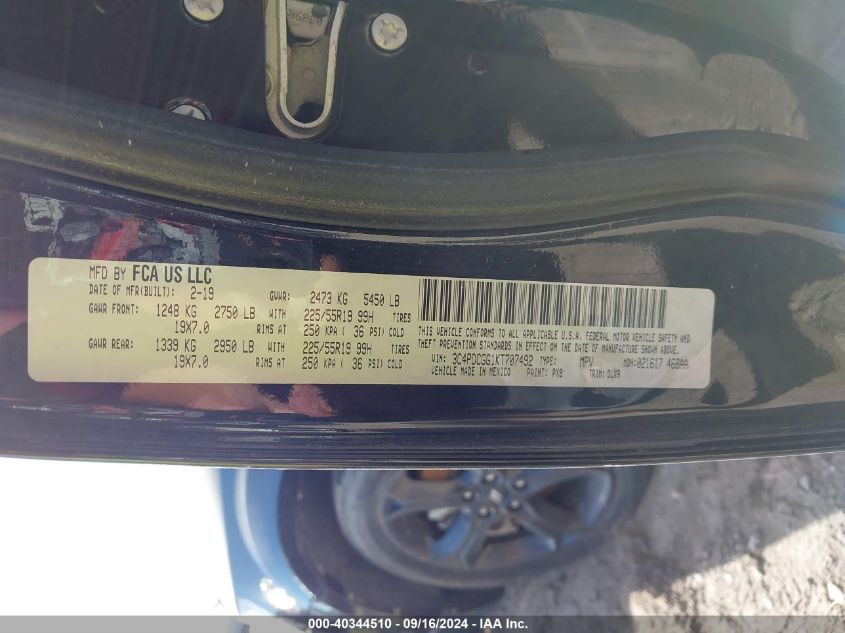 MFD BY FCA US LLC
DATE OF MFR(BUILT): 2-19 GVWR: 2473 KG 5450 LB
GAWR FRONT: 1248 KG 2750 LB WITH 225/55R19 99H TIRES
19X7.0 RIMS AT 250 KPA ( 36 PSI) COLD
GAWR REAR: 1339 KG 2950 LB WITH 225/55R19 99H TIRES
19X7.0 RIMS AT 250 KPA ( 36 PSI) COLD
THIS VEHICLE CONFORMS TO ALL APPLICABLE U.S.A. FEDERAL MOTOR VEHICLE SAFETY AND
THEFT PREVENTION STANDARDS IN EFFECT ON THE DATE OF MANUFACTURE SHOWN ABOVE.
VIN: 3C4PDCGG1KT707492 TYPE: MPV MDH:021617 468AA
VEHICLE MADE IN MEXICO PAINT: PX8 TRIM: DLX9
000-40344510 - 09/16/2024 - IAA Inc.